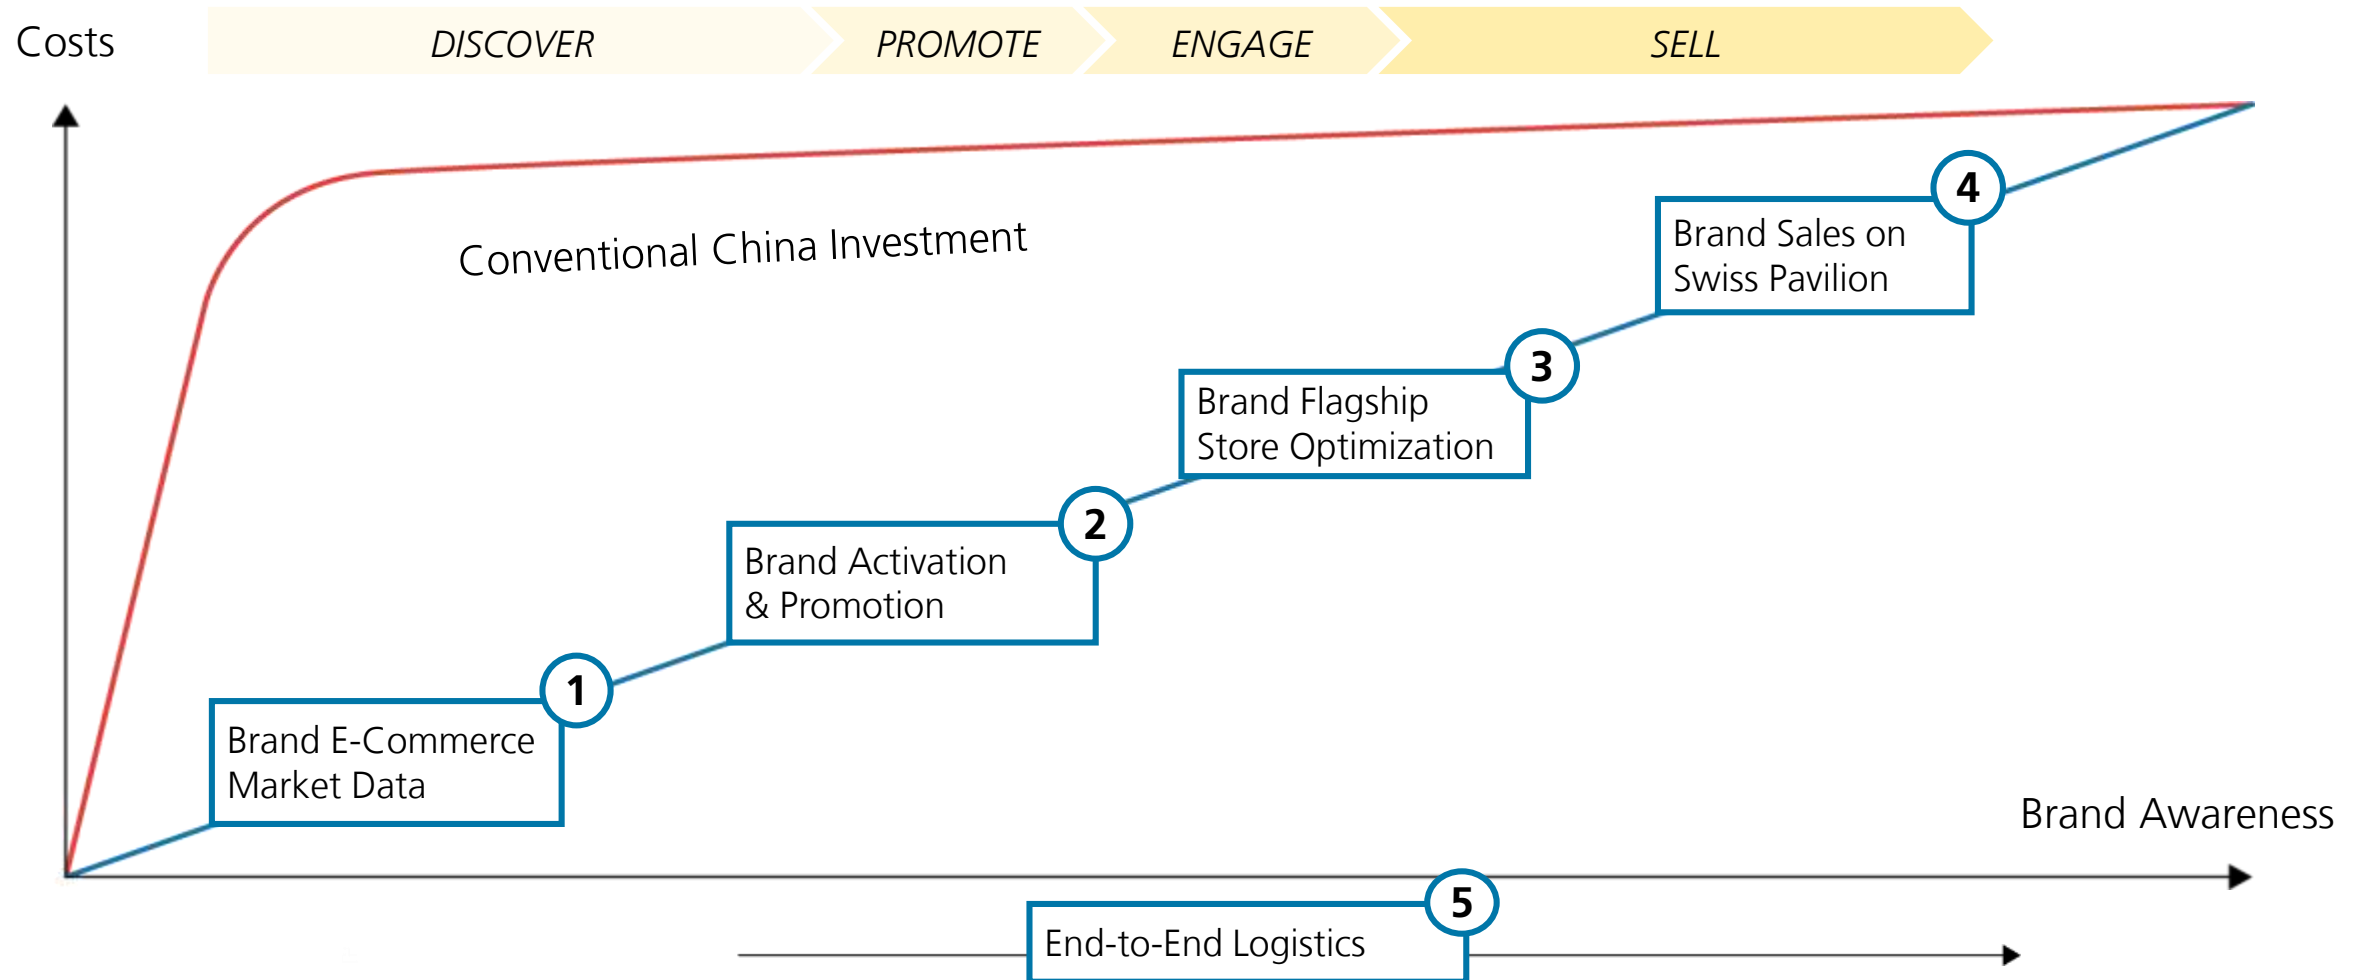 Costs
DISCOVER
PROMOTE
ENGAGE
SELL
Conventional China Investment
4
Brand Sales on
Swiss Pavilion
3
Brand Flagship
Store Optimization
2
Brand Activation
& Promotion
1
Brand E-Commerce
Market Data
Brand Awareness
5
End-to-End Logistics